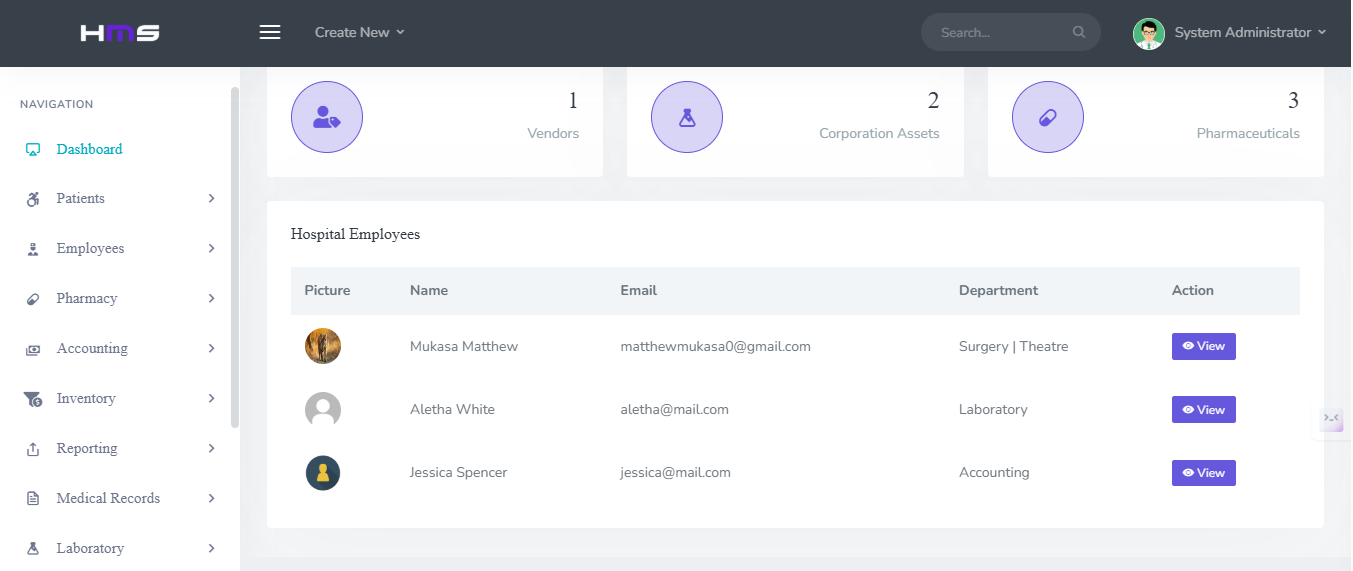 HMS
Create New
Search...
System Administrator
NAVIGATION
Dashboard
Patients
Employees
Pharmacy
Accounting
Inventory
Reporting
Medical Records
Laboratory
1
Vendors
2
Corporation Assets
3
Pharmaceuticals
Hospital Employees
Picture Name Email Department Action
Mukasa Matthew matthewmukasa0@gmail.com Surgery | Theatre View
Aletha White aletha@mail.com Laboratory View
Jessica Spencer jessica@mail.com Accounting View